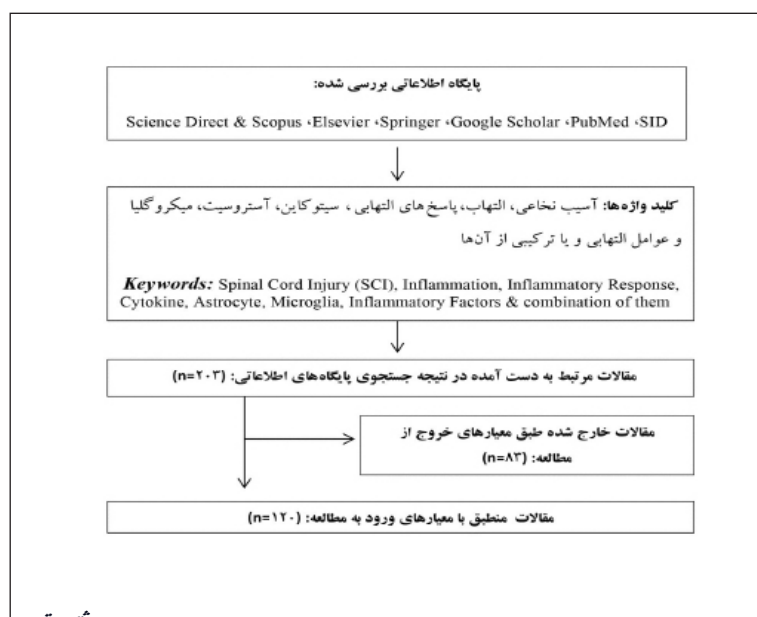 پایگاه اطلاعاتی بررسی شده:
Science Direct & Scopus ،Elsevier ،Springer ،Google Scholar ،PubMed ،SID
کلید واژه‌ها: آسیب نخاعی، التهاب، پاسخ‌های التهابی ، سیتوکاین، آستروسیت، میکروگلیا
و عوامل التهابی و یا ترکیبی از آن‌ها
Keywords: Spinal Cord Injury (SCI), Inflammation, Inflammatory Response,
Cytokine, Astrocyte, Microglia, Inflammatory Factors & combination of them
مقالات مرتبط به دست آمده در نتیجه جستجوی پایگاه‌های اطلاعاتی: (n=۲۰۳)
مقالات خارج شده طبق معیارهای خروج از
مطالعه: (n=۸۳)
مقالات منطبق با معیارهای ورود به مطالعه: (n=۱۲۰)